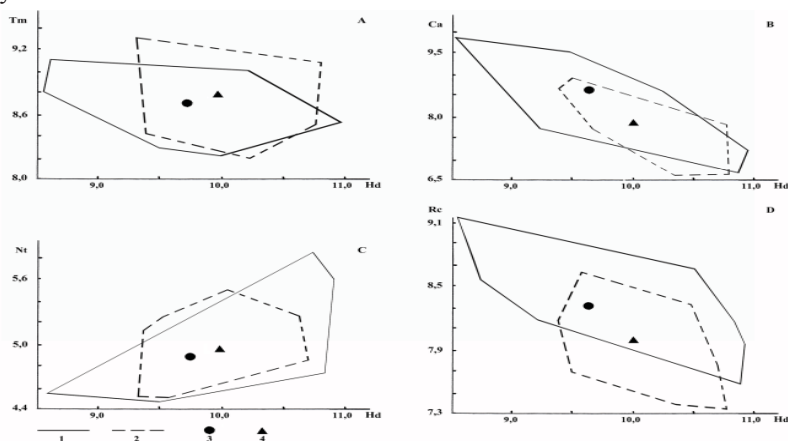 y
Tm
A
9,2
8,6
8,0
9,0 10,0 11,0 Hd
Ca
B
9,5
8,0
6,5
9,0 10,0 11,0 Hd
Nt
C
5,6
5,0
4,4
9,0 10,0 11,0 Hd
Rc
D
9,1
8,5
7,9
7,3
9,0 10,0 11,0 Hd
1 2 3 4